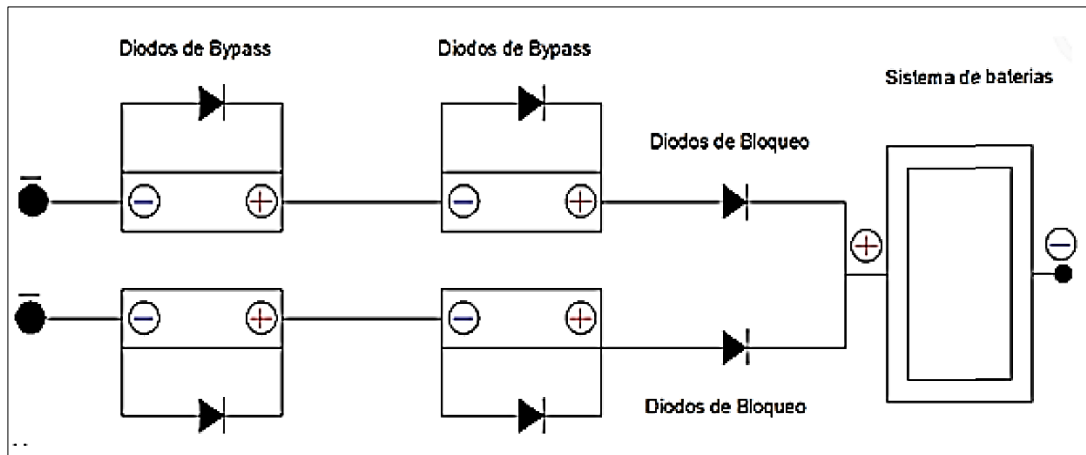 Diodos de Bypass
Diodos de Bypass
Sistema de baterias
Diodos de Bloqueo
− + − + + −
− + − +
Diodos de Bloqueo